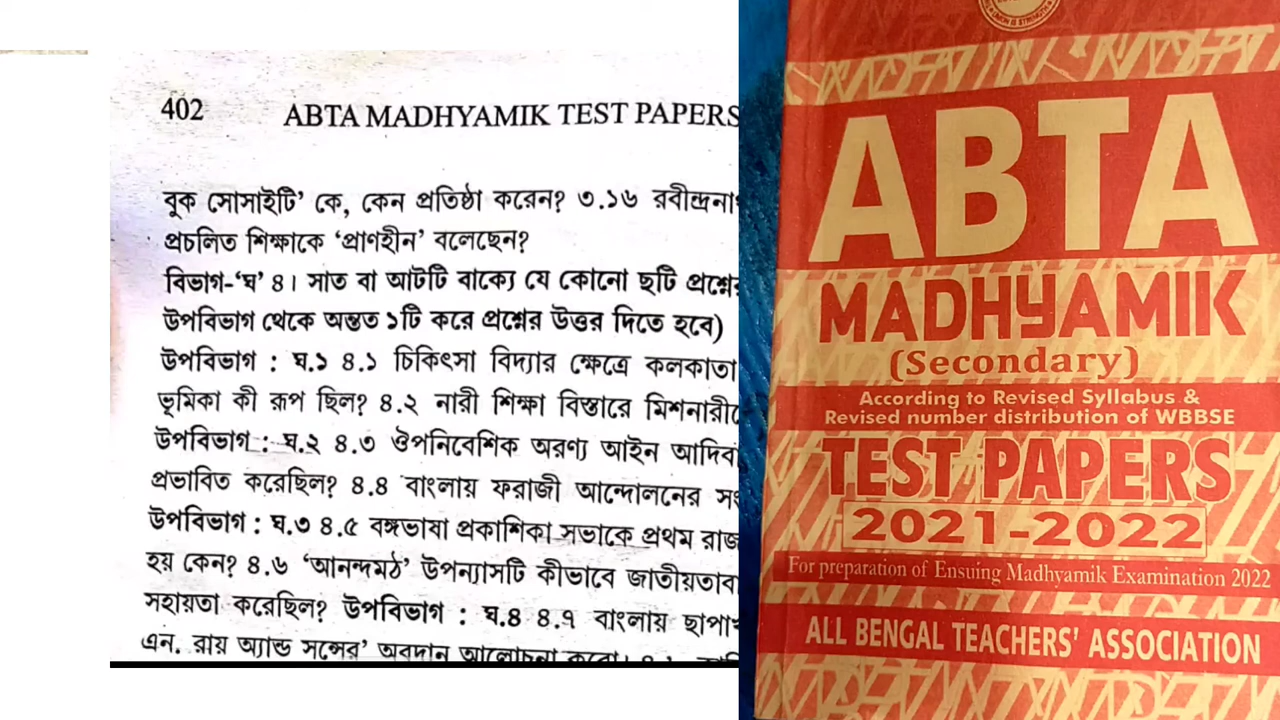 402 ABTA MADHYAMIK TEST PAPERS
বুক সোসাইটি' কে, কেন প্রতিষ্ঠা করেন? ৩.১৬
প্রচলিত শিক্ষাকে 'প্রাণহীন' বলেছেন?
বিভাগ-'ঘ' ৪। সাত বা আটটি বাক্যে যে কোনো ছটি প্রশ্নের
উপবিভাগ থেকে অন্তত ১টি করে প্রশ্নের উত্তর দিতে হবে)
উপবিভাগ : ঘ.১ ৪.১ চিকিৎসা বিদ্যার ক্ষেত্রে কলকাতা
ভূমিকা কী রূপ ছিল? ৪.২ নারী শিক্ষা বিস্তারে
উপবিভাগ : ঘ.২ ৪.৩ ঔপনিবেশিক অরণ্য আইন
প্রভাবিত করেছিল? ৪.৪ বাংলায় ফরাজী আন্দোলনের
উপবিভাগ : ঘ.৩ ৪.৫ বঙ্গভাষা প্রকাশিকা সভাকে প্রথম
হয় কেন? ৪.৬ 'আনন্দমঠ' উপন্যাসটি কীভাবে
সহায়তা করেছিল? উপবিভাগ : ঘ.৪ ৪.৭ বাংলায়
এন. রায় অ্যান্ড সন্সের' অবদান আলোচনা করো।
ABTA
MADHYAMIK
(Secondary)
According to Revised Syllabus &
Revised number distribution of WBBSE
TEST PAPERS
2021-2022
For preparation of Ensuing Madhyamik Examination 2022
ALL BENGAL TEACHERS' ASSOCIATION